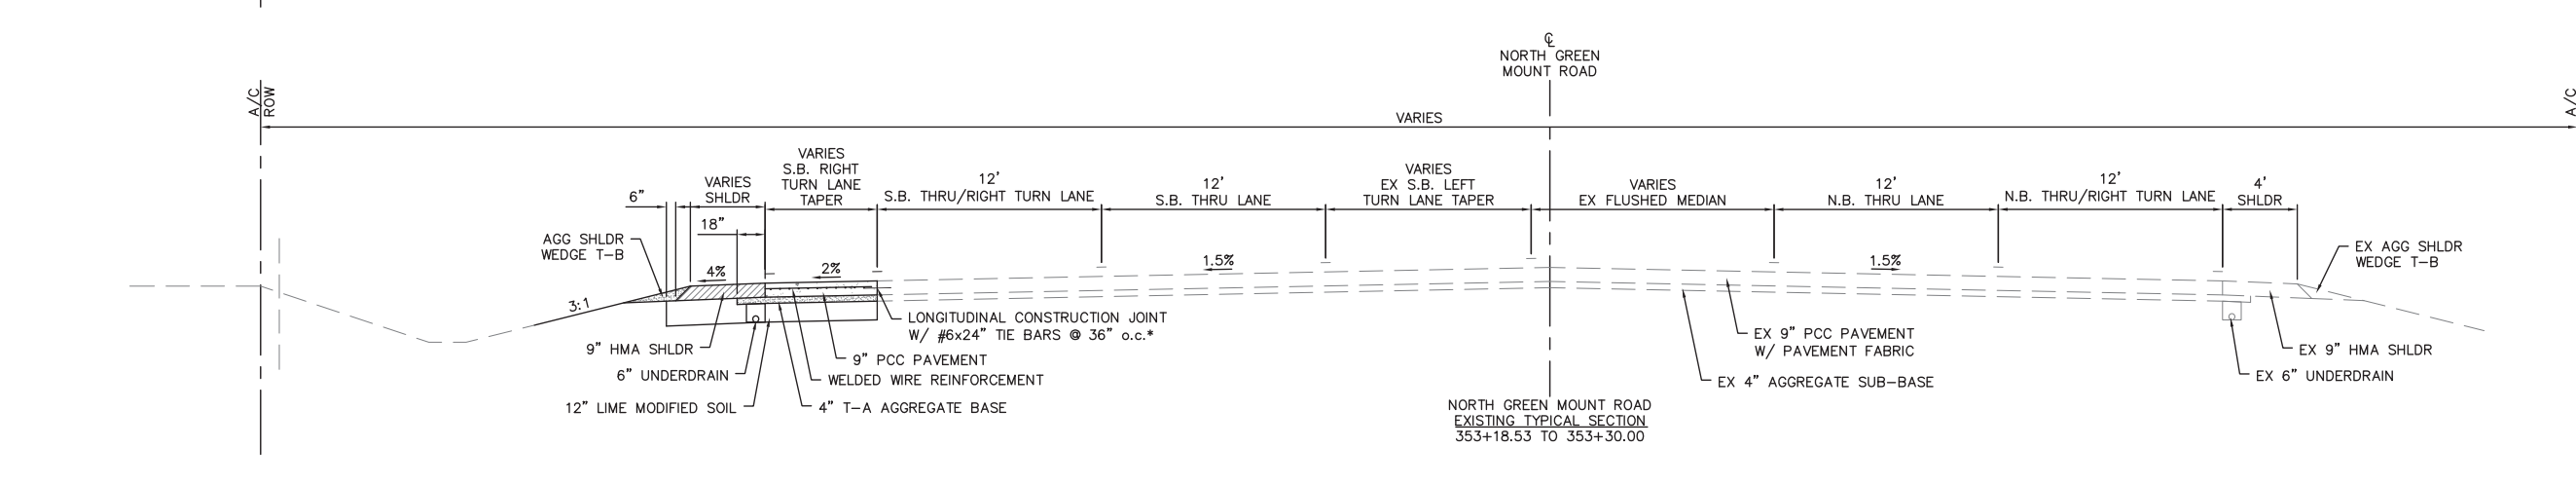 ℄
NORTH GREEN
MOUNT ROAD
A/C
ROW
A/C
VARIES
6"
VARIES
SHLDR
18"
VARIES
S.B. RIGHT
TURN LANE
TAPER
12'
S.B. THRU/RIGHT TURN LANE
12'
S.B. THRU LANE
VARIES
EX S.B. LEFT
TURN LANE TAPER
VARIES
EX FLUSHED MEDIAN
12'
N.B. THRU LANE
12'
N.B. THRU/RIGHT TURN LANE
4'
SHLDR
AGG SHLDR
WEDGE T-B
3:1
4%
2%
1.5%
1.5%
EX AGG SHLDR
WEDGE T-B
9" HMA SHLDR
6" UNDERDRAIN
12" LIME MODIFIED SOIL
LONGITUDINAL CONSTRUCTION JOINT
W/ #6x24" TIE BARS @ 36" o.c.*
9" PCC PAVEMENT
WELDED WIRE REINFORCEMENT
4" T-A AGGREGATE BASE
EX 9" PCC PAVEMENT
W/ PAVEMENT FABRIC
EX 4" AGGREGATE SUB-BASE
EX 9" HMA SHLDR
EX 6" UNDERDRAIN
NORTH GREEN MOUNT ROAD
EXISTING TYPICAL SECTION
353+18.53 TO 353+30.00